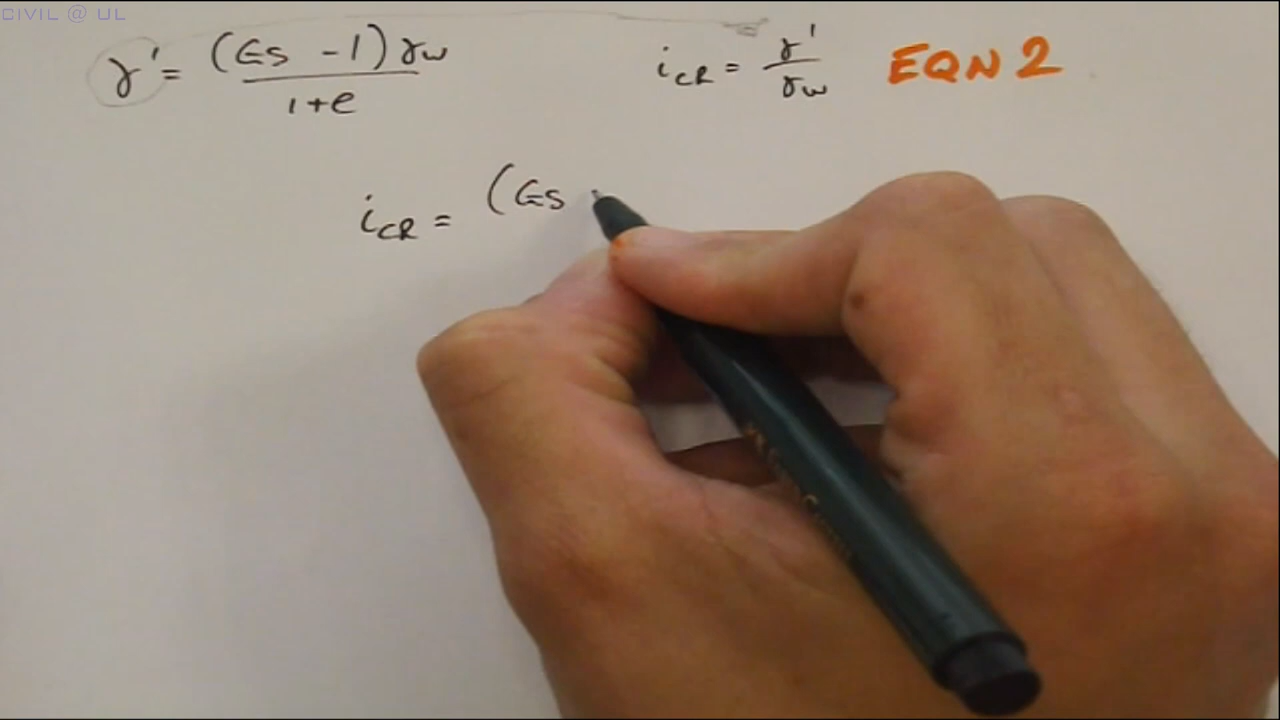 CIVIL @ UL
γ' = (Gs - 1)γw / 1+e
iCR = γ' / γw EQN 2
iCR = (Gs